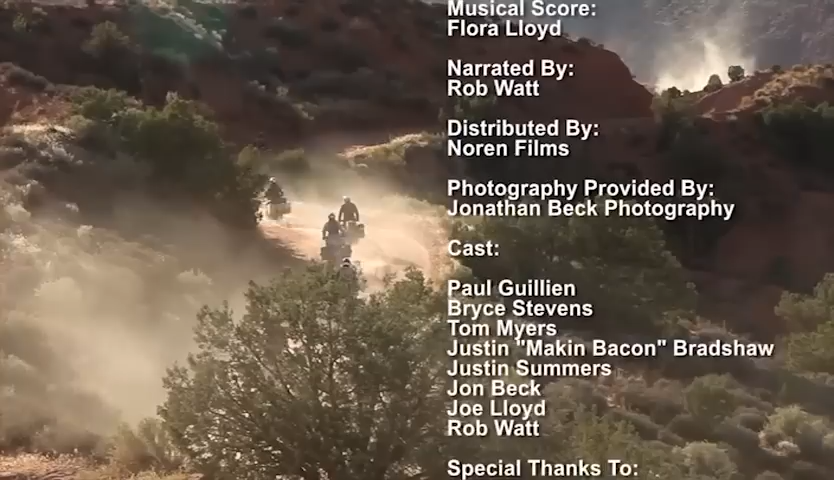 Musical Score:
Flora Lloyd
Narrated By:
Rob Watt
Distributed By:
Noren Films
Photography Provided By:
Jonathan Beck Photography
Cast:
Paul Guillien
Bryce Stevens
Tom Myers
Justin "Makin Bacon" Bradshaw
Justin Summers
Jon Beck
Joe Lloyd
Rob Watt
Special Thanks To: